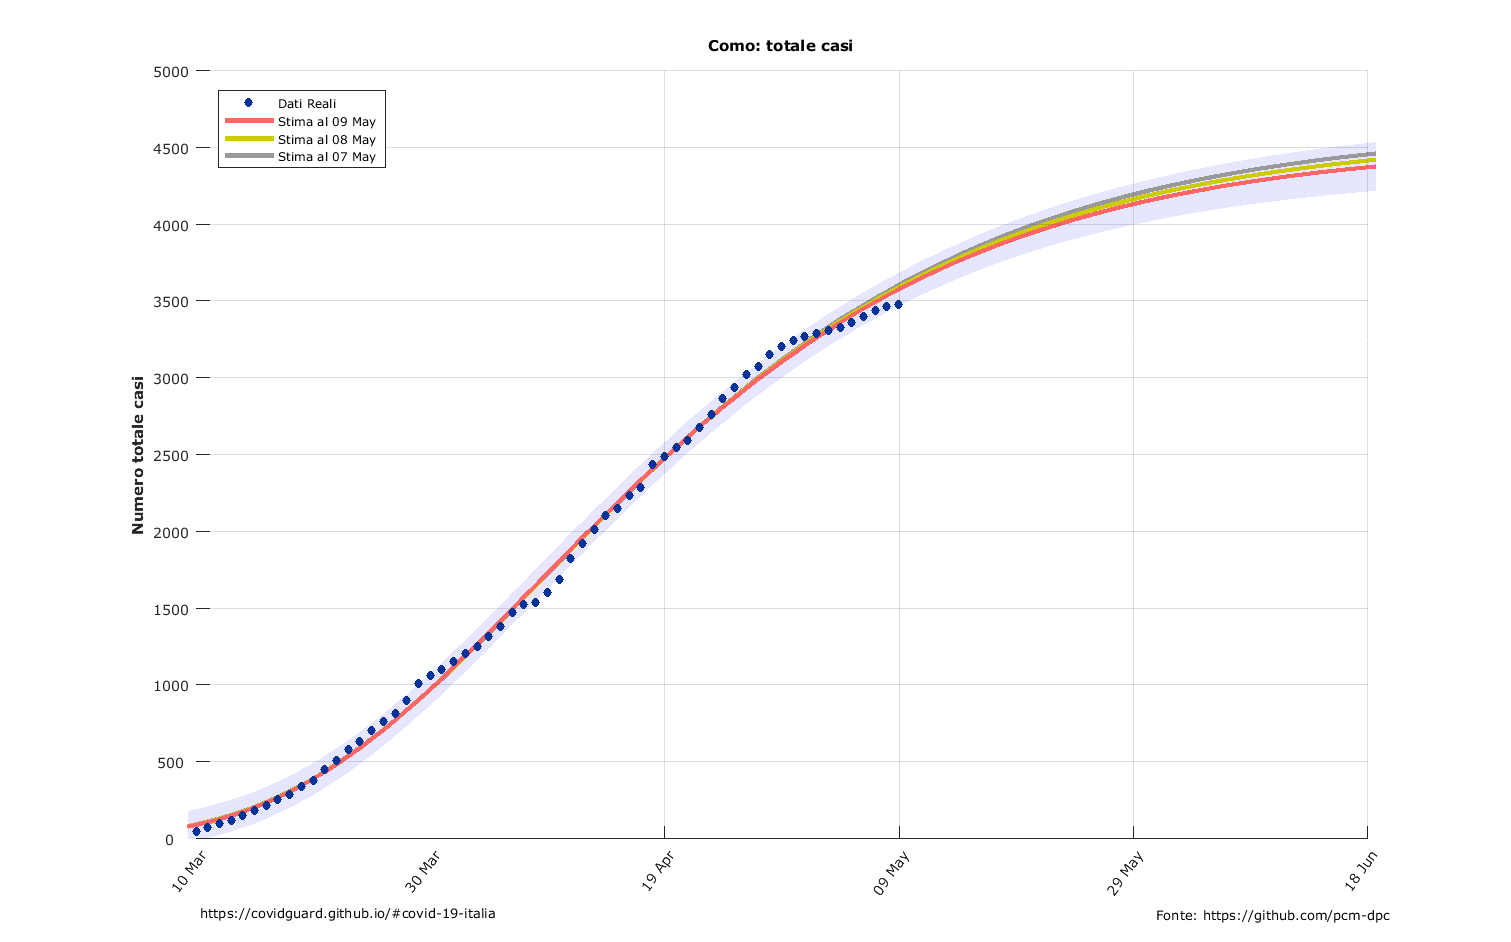 Como: totale casi
5000
4500
4000
3500
3000
2500
2000
1500
1000
500
0
Numero totale casi
Dati Reali
Stima al 09 May
Stima al 08 May
Stima al 07 May
10 Mar
30 Mar
19 Apr
09 May
29 May
18 Jun
https://covidguard.github.io/#covid-19-italia
Fonte: https://github.com/pcm-dpc